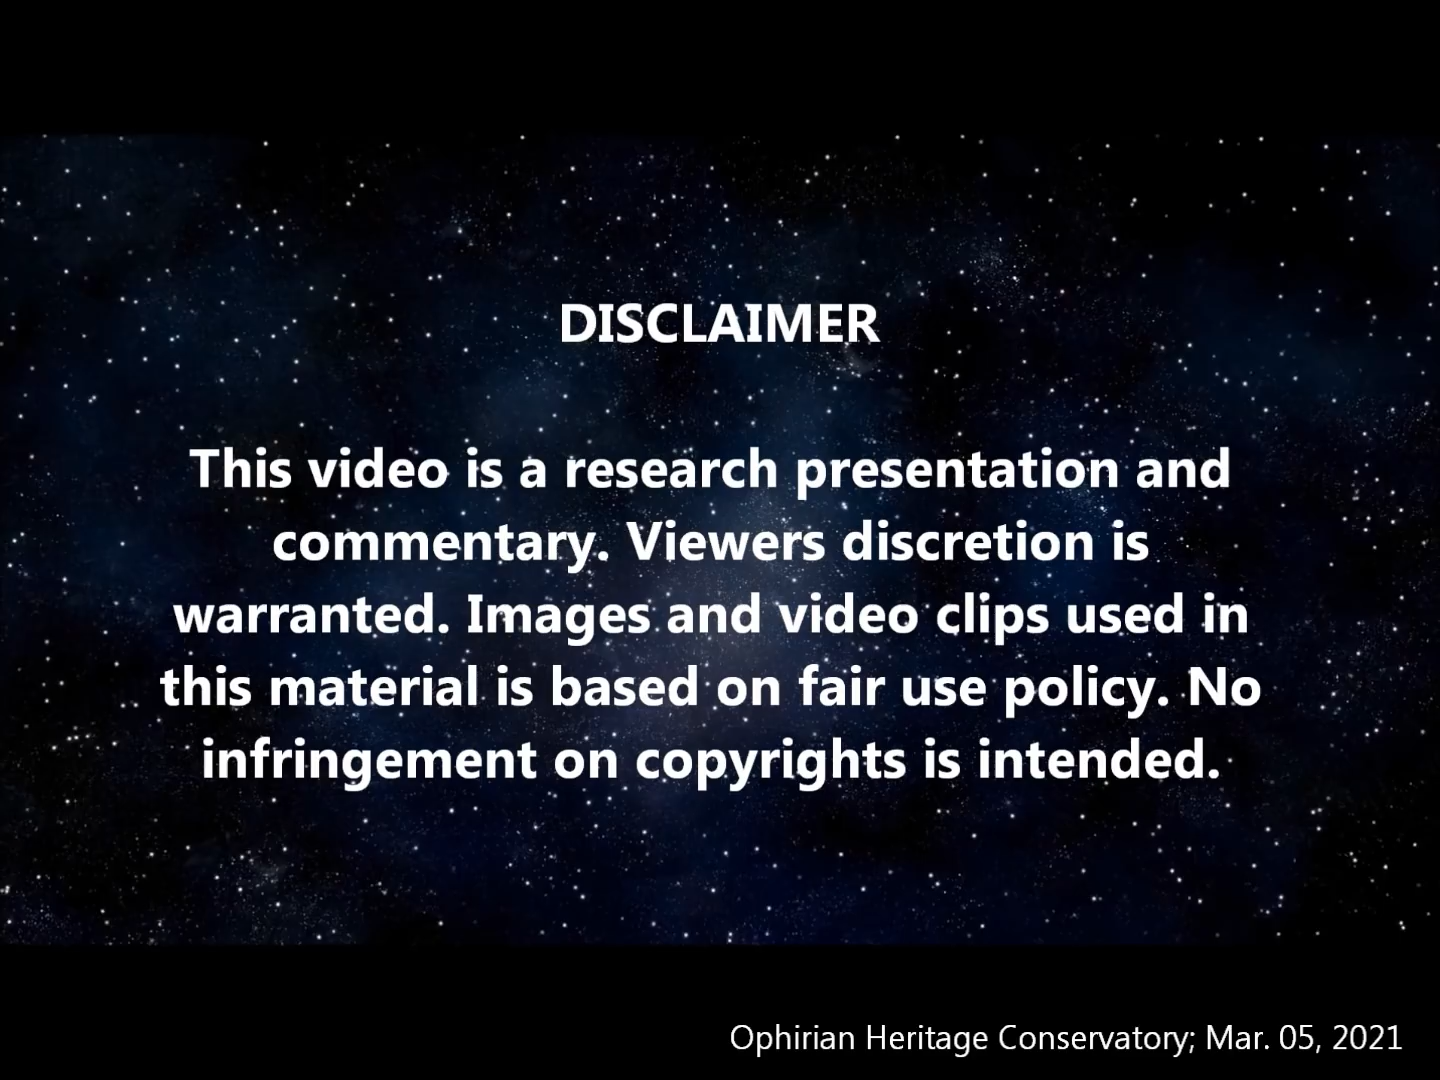 DISCLAIMER
This video is a research presentation and
commentary. Viewers discretion is
warranted. Images and video clips used in
this material is based on fair use policy. No
infringement on copyrights is intended.
Ophirian Heritage Conservatory; Mar. 05, 2021